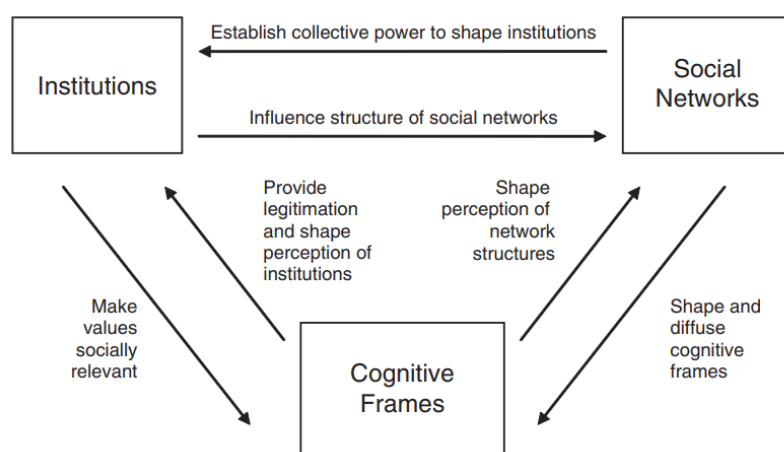 Establish collective power to shape institutions
Institutions
Social
Networks
Influence structure of social networks
Provide
legitimation
and shape
perception of
institutions
Shape
perception of
network
structures
Make
values
socially
relevant
Shape and
diffuse
cognitive
frames
Cognitive
Frames